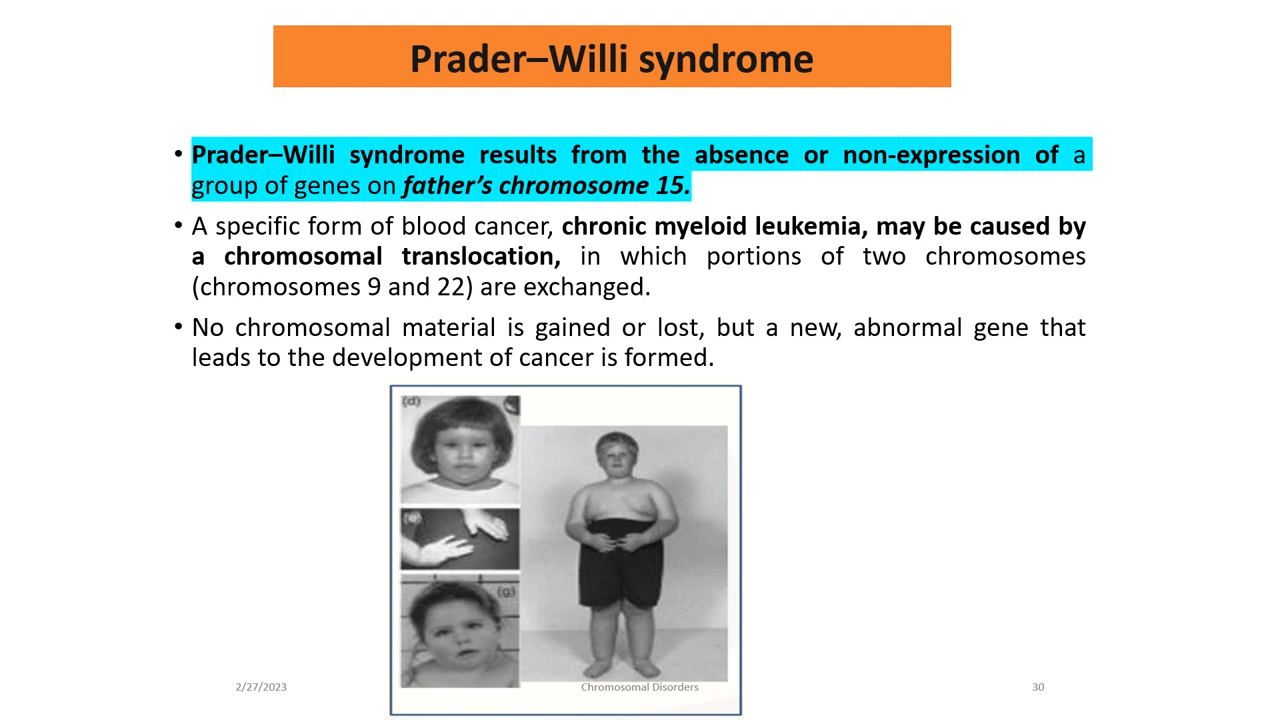 Prader–Willi syndrome
• Prader–Willi syndrome results from the absence or non-expression of a
group of genes on father’s chromosome 15.
• A specific form of blood cancer, chronic myeloid leukemia, may be caused by
a chromosomal translocation, in which portions of two chromosomes
(chromosomes 9 and 22) are exchanged.
• No chromosomal material is gained or lost, but a new, abnormal gene that
leads to the development of cancer is formed.
(d)
(g)
2/27/2023
Chromosomal Disorders
30